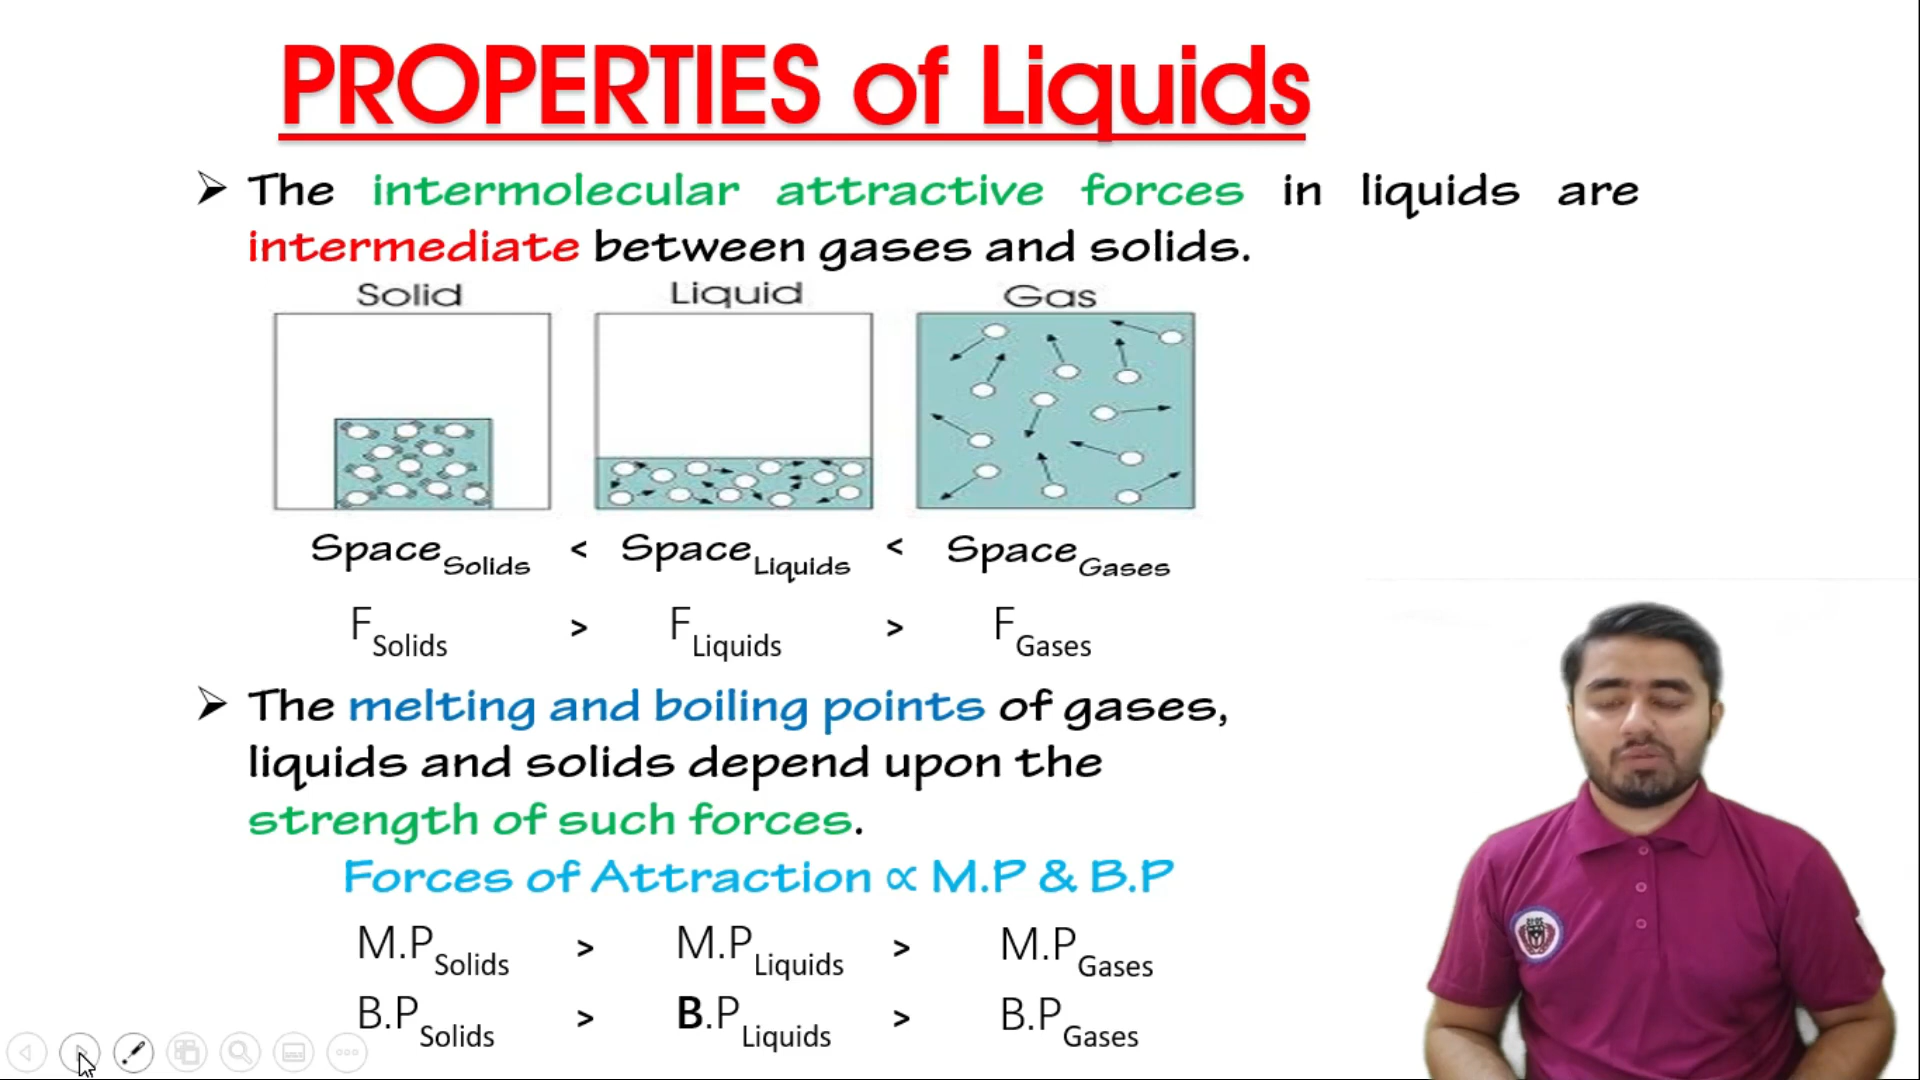 PROPERTIES of Liquids
➢ The intermolecular attractive forces in liquids are
intermediate between gases and solids.
Solid Liquid Gas
Space Solids < Space Liquids < Space Gases
F Solids > F Liquids > F Gases
➢ The melting and boiling points of gases,
liquids and solids depend upon the
strength of such forces.
Forces of Attraction ∝ M.P & B.P
M.P Solids > M.P Liquids > M.P Gases
B.P Solids > B.P Liquids > B.P Gases